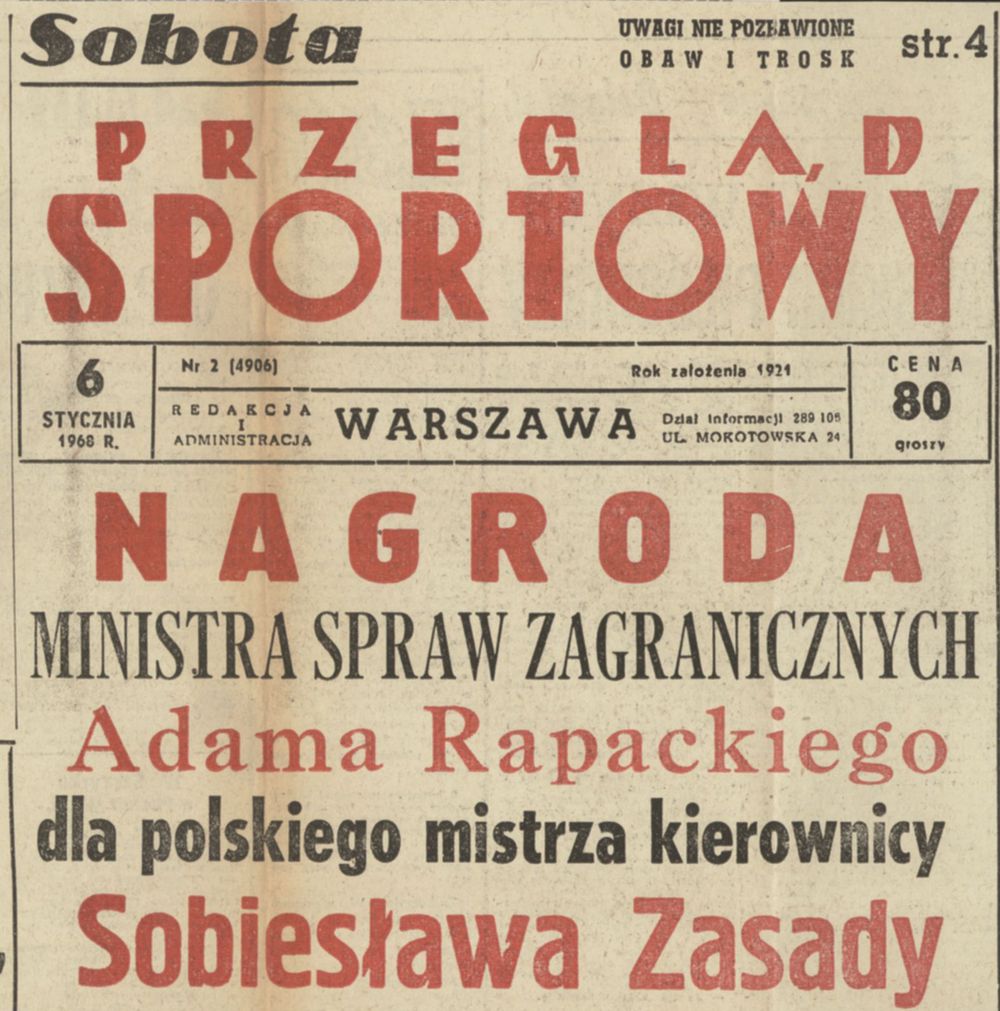 Sobota
UWAGI NIE POZBAWIONE
OBAW I TROSK
str. 4
PRZEGLĄD
SPORTOWY
6
STYCZNIA
1968 R.
Nr 2 (4906)
Rok założenia 1921
REDAKCJA
I
ADMINISTRACJA
WARSZAWA
Dział Informacji 289 105
UL. MOKOTOWSKA 24
CENA
80
groszy
NAGRODA
MINISTRA SPRAW ZAGRANICZNYCH
Adama Rapackiego
dla polskiego mistrza kierownicy
Sobiesława Zasady